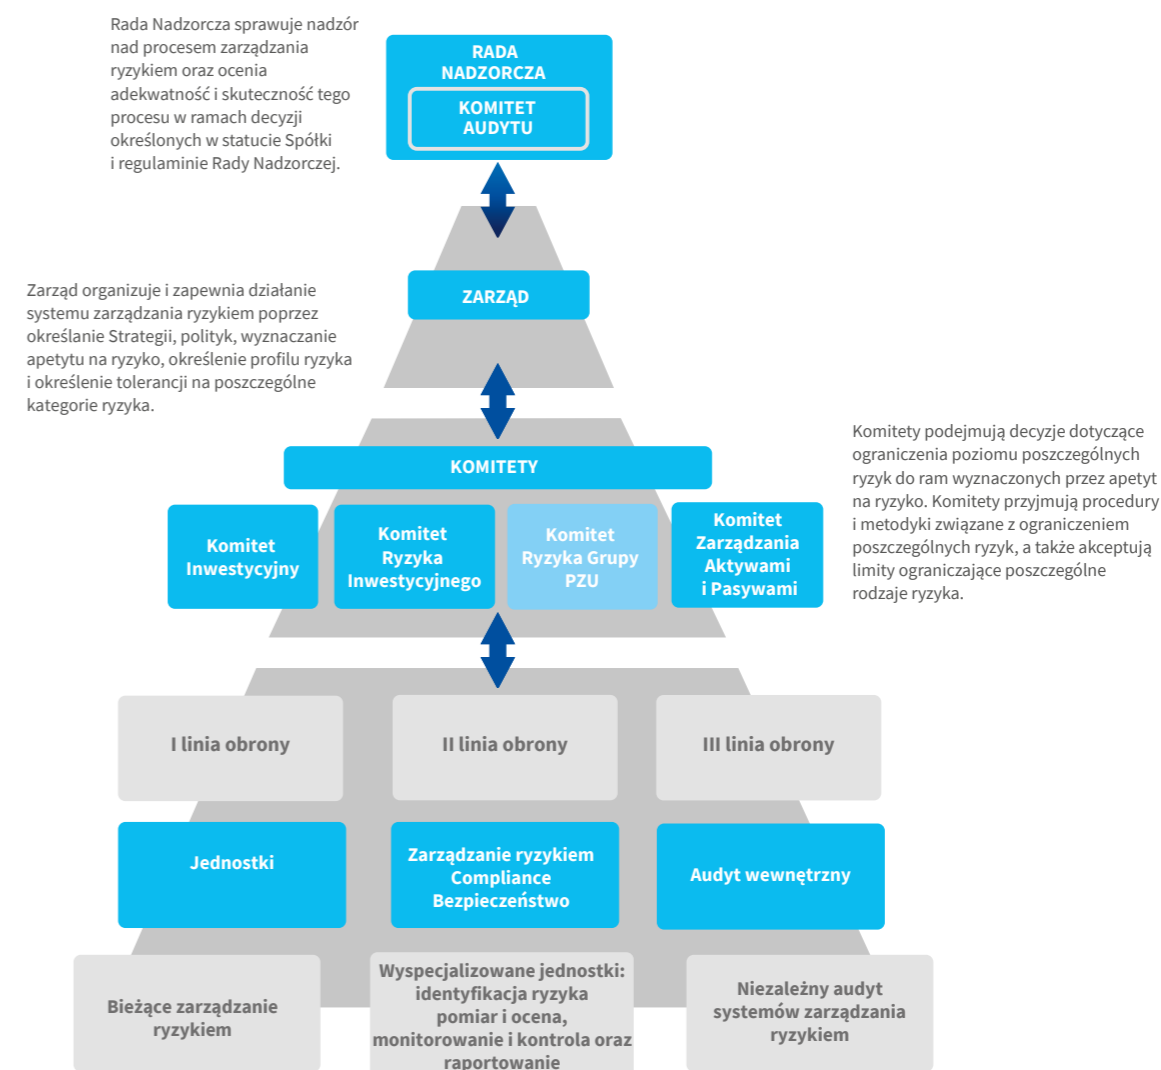 Rada Nadzorcza sprawuje nadzór
nad procesem zarządzania
ryzykiem oraz ocenia
adekwatność i skuteczność tego
procesu w ramach decyzji
określonych w statucie Spółki
i regulaminie Rady Nadzorczej.
RADA
NADZORCZA
KOMITET
AUDYTU
Zarząd organizuje i zapewnia działanie
systemu zarządzania ryzykiem poprzez
określanie Strategii, polityk, wyznaczanie
apetytu na ryzyko, określenie profilu ryzyka
i określenie tolerancji na poszczególne
kategorie ryzyka.
ZARZĄD
KOMITETY
Komitet
Inwestycyjny
Komitet
Ryzyka
Inwestycyjnego
Komitet
Ryzyka Grupy
PZU
Komitet
Zarządzania
Aktywami
i Pasywami
Komitety podejmują decyzje dotyczące
ograniczenia poziomu poszczególnych
ryzyk do ram wyznaczonych przez apetyt
na ryzyko. Komitety przyjmują procedury
i metodyki związane z ograniczeniem
poszczególnych ryzyk, a także akceptują
limity ograniczające poszczególne
rodzaje ryzyka.
I linia obrony
II linia obrony
III linia obrony
Jednostki
Zarządzanie ryzykiem
Compliance
Bezpieczeństwo
Audyt wewnętrzny
Bieżące zarządzanie
ryzykiem
Wyspecjalizowane jednostki:
identyfikacja ryzyka
pomiar i ocena,
monitorowanie i kontrola oraz
raportowanie
Niezależny audyt
systemów zarządzania
ryzykiem